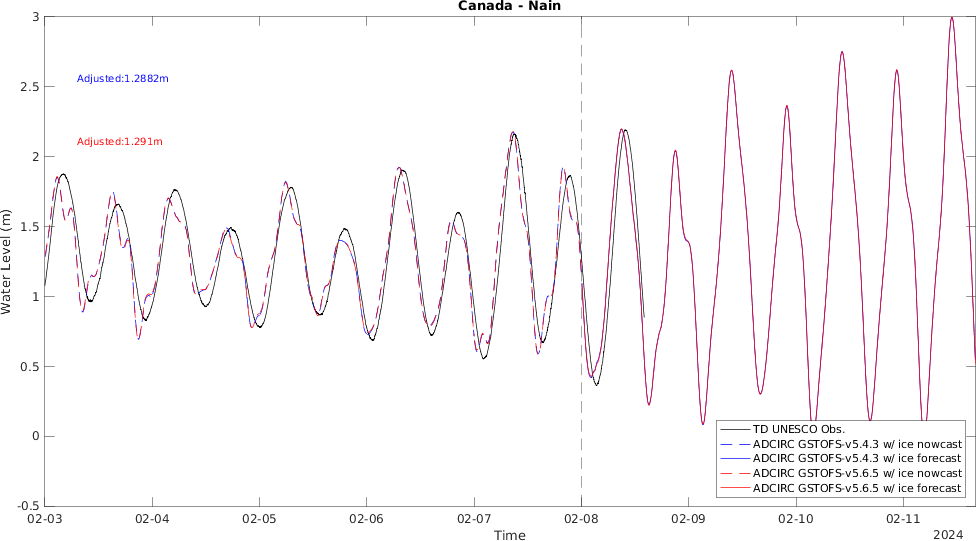 Canada - Nain
3
2.5
2
1.5
1
0.5
0
-0.5
Water Level (m)
Adjusted:1.2882m
Adjusted:1.291m
TD UNESCO Obs.
ADCIRC GSTOFS-v5.4.3 w/ ice nowcast
ADCIRC GSTOFS-v5.4.3 w/ ice forecast
ADCIRC GSTOFS-v5.6.5 w/ ice nowcast
ADCIRC GSTOFS-v5.6.5 w/ ice forecast
02-03 02-04 02-05 02-06 02-07 02-08 02-09 02-10 02-11
Time
2024